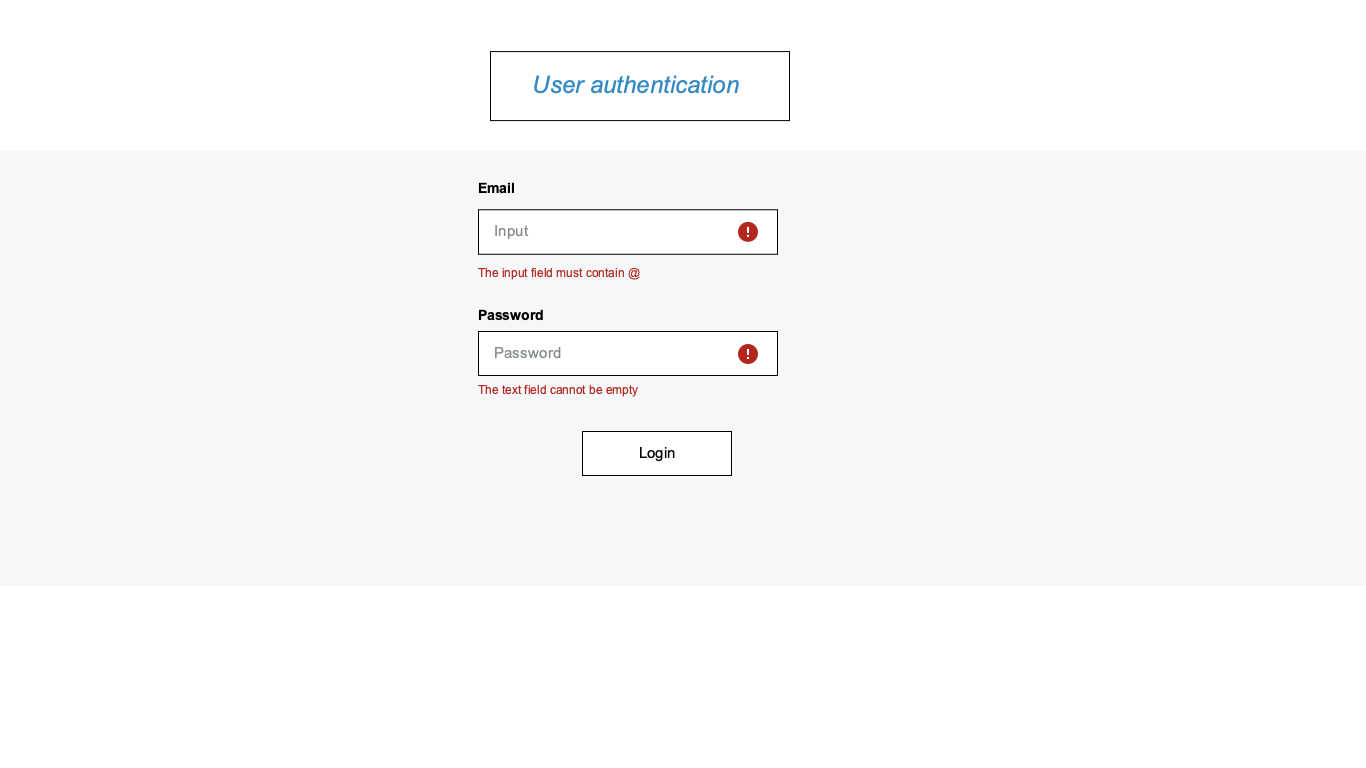 User authentication
Email
Input
The input field must contain @
Password
Password
The text field cannot be empty
Login